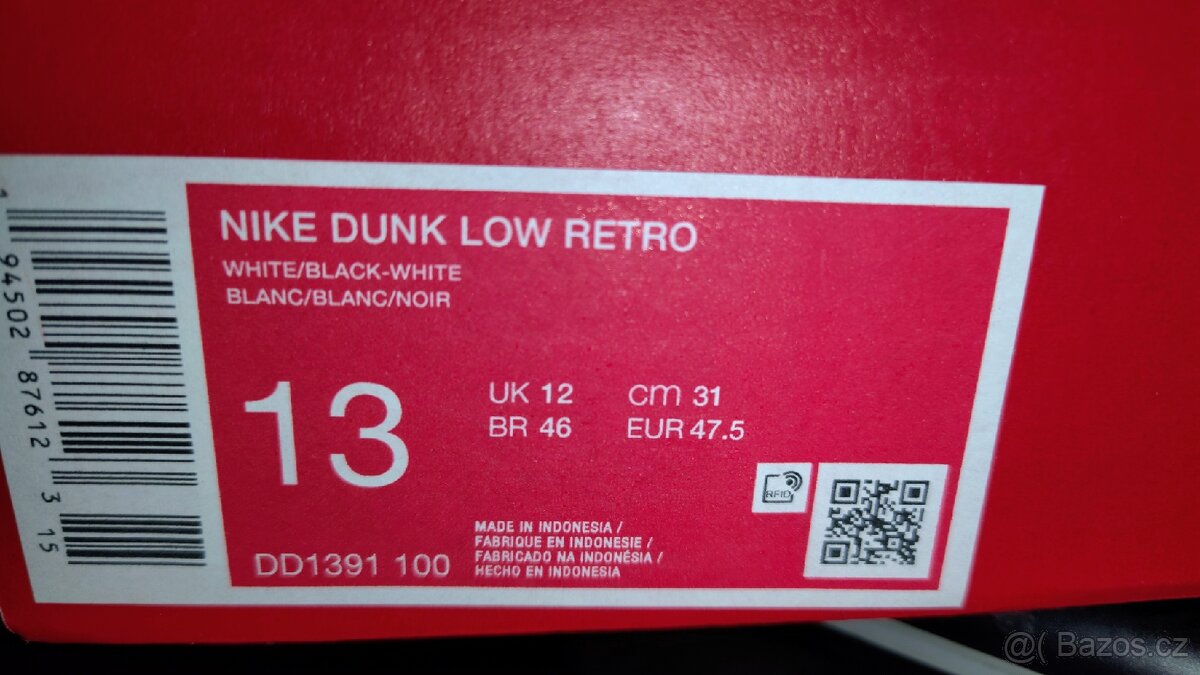 NIKE DUNK LOW RETRO
WHITE/BLACK-WHITE
BLANC/BLANC/NOIR
13
UK 12
cm 31
BR 46
EUR 47.5
RFID
MADE IN INDONESIA /
FABRIQUE EN INDONESIE /
FABRICADO NA INDONÉSIA /
HECHO EN INDONESIA
DD1391 100
1 94502 87612 3 15
@( Bazos.cz